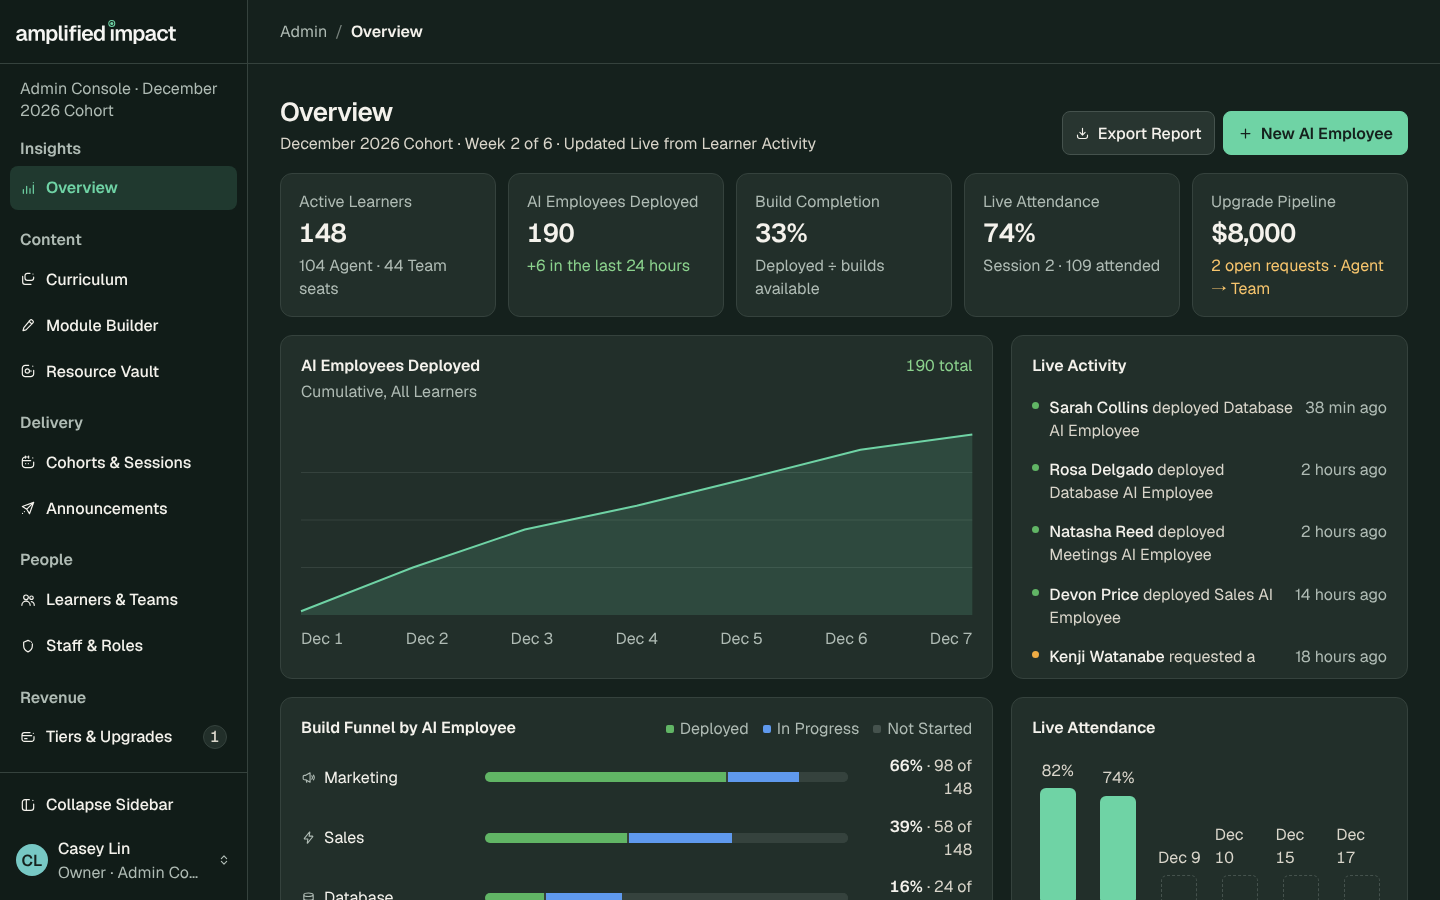 amplified impact
Admin / Overview
Admin Console · December
2026 Cohort
Insights
Overview
Content
Curriculum
Module Builder
Resource Vault
Delivery
Cohorts & Sessions
Announcements
People
Learners & Teams
Staff & Roles
Revenue
Tiers & Upgrades 1
Collapse Sidebar
CL
Casey Lin
Owner · Admin Co...
Overview
December 2026 Cohort · Week 2 of 6 · Updated Live from Learner Activity
Export Report
New AI Employee
Active Learners
148
104 Agent · 44 Team
seats
AI Employees Deployed
190
+6 in the last 24 hours
Build Completion
33%
Deployed ÷ builds
available
Live Attendance
74%
Session 2 · 109 attended
Upgrade Pipeline
$8,000
2 open requests · Agent
→ Team
AI Employees Deployed
190 total
Cumulative, All Learners
Dec 1 Dec 2 Dec 3 Dec 4 Dec 5 Dec 6 Dec 7
Live Activity
Sarah Collins deployed Database 38 min ago
AI Employee
Rosa Delgado deployed 2 hours ago
Database AI Employee
Natasha Reed deployed 2 hours ago
Meetings AI Employee
Devon Price deployed Sales AI 14 hours ago
Employee
Kenji Watanabe requested a 18 hours ago
Build Funnel by AI Employee
Deployed In Progress Not Started
Marketing 66% · 98 of
148
Sales 39% · 58 of
148
Database 16% · 24 of
Live Attendance
82% 74%
Dec 9
Dec
10
Dec
15
Dec
17